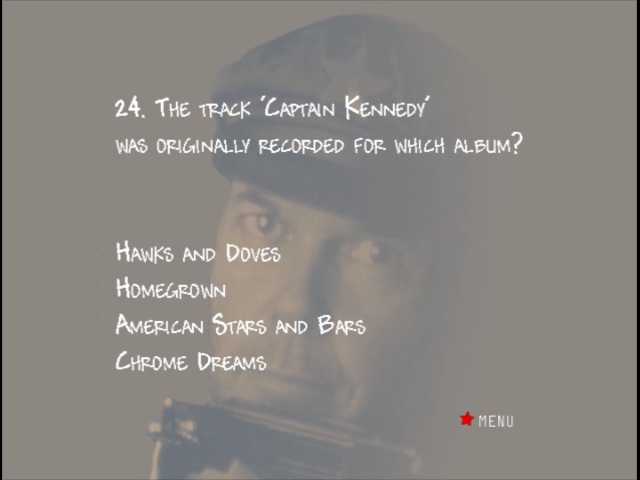 24. The track 'Captain Kennedy'
was originally recorded for which album?
Hawks and Doves
Homegrown
American Stars and Bars
Chrome Dreams
MENU